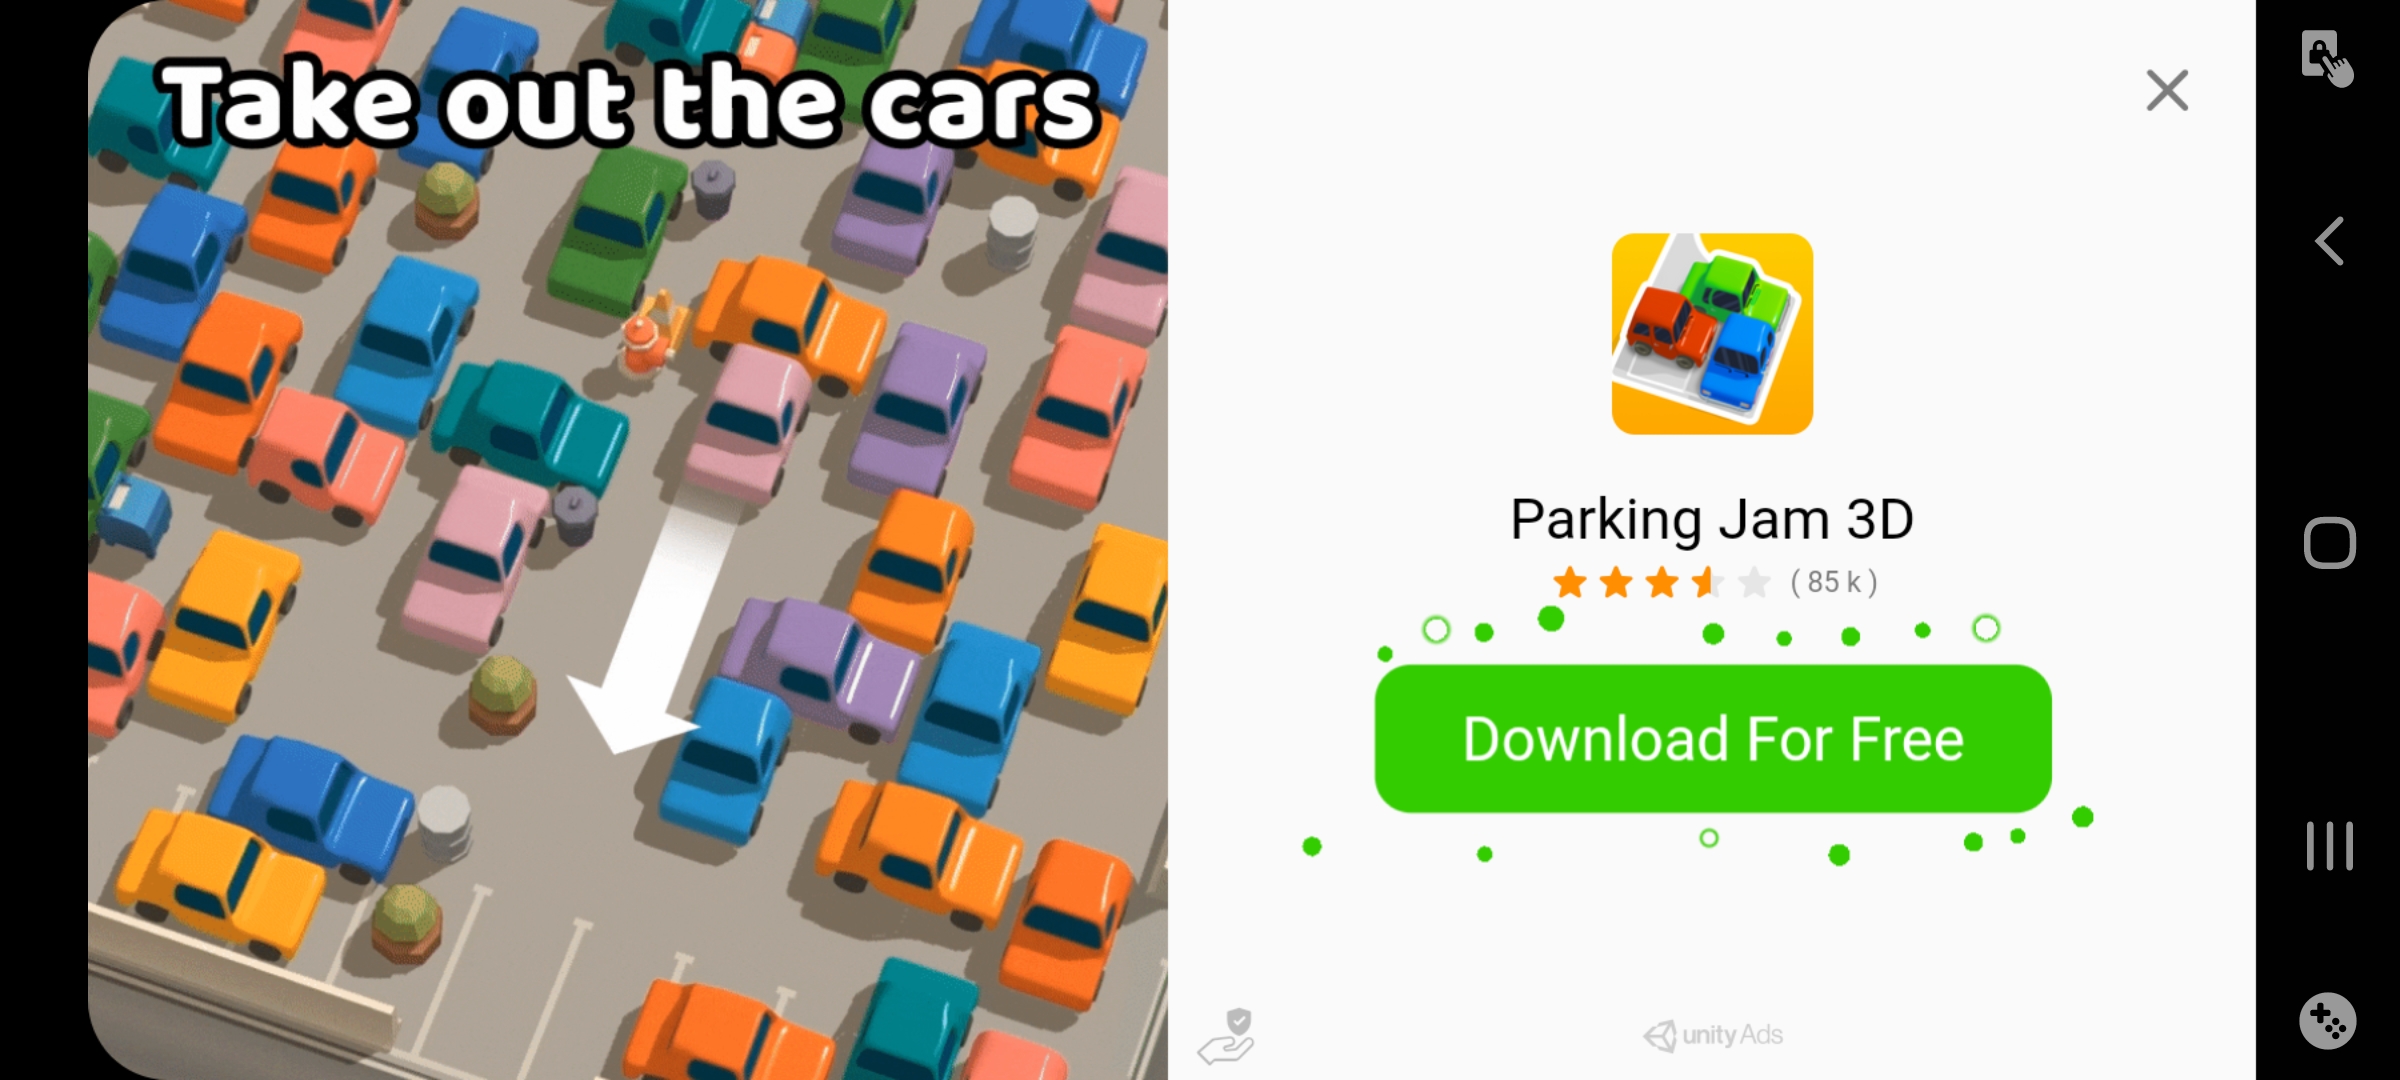 Take out the cars
Parking Jam 3D
( 85 k )
Download For Free
unity Ads